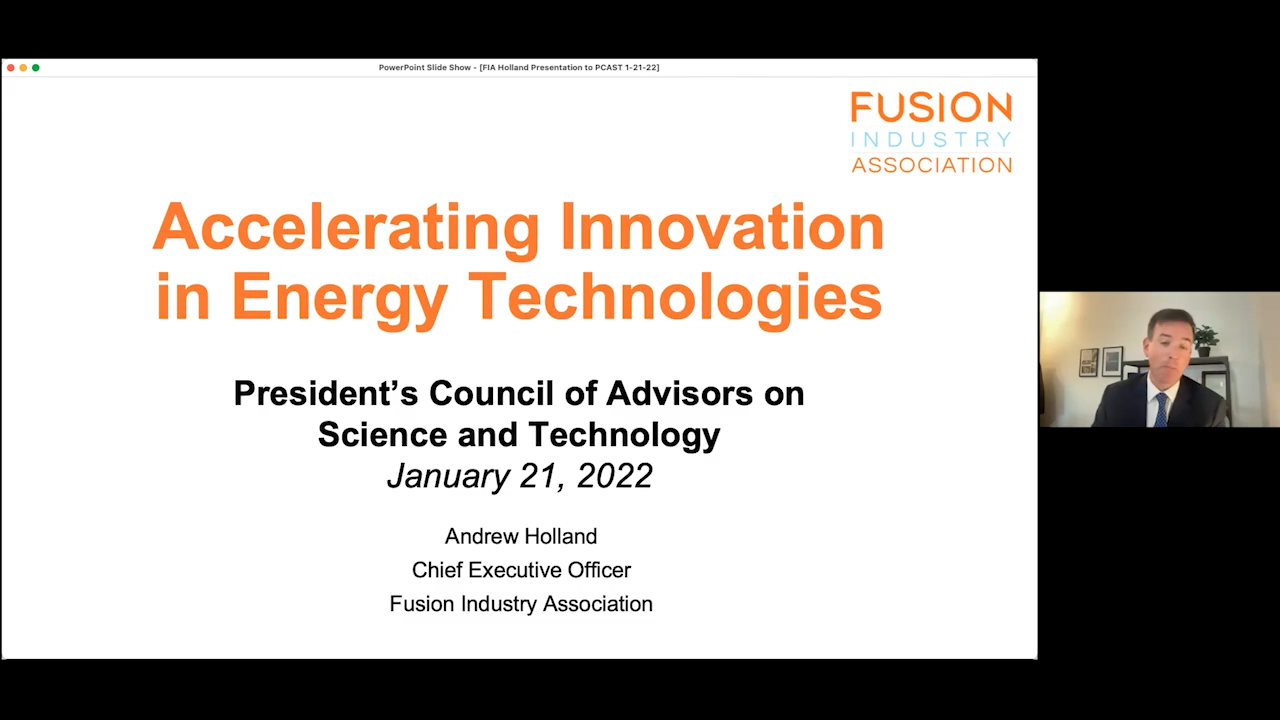 PowerPoint Slide Show - [FIA Holland Presentation to PCAST 1-21-22]
FUSION
INDUSTRY
ASSOCIATION
Accelerating Innovation
in Energy Technologies
President’s Council of Advisors on
Science and Technology
January 21, 2022
Andrew Holland
Chief Executive Officer
Fusion Industry Association